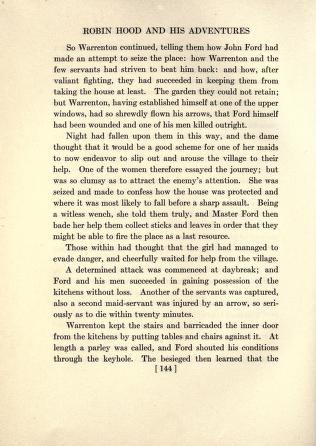 ROBIN HOOD AND HIS ADVENTURES
So Warrenton continued, telling them how John Ford had
made an attempt to seize the place: how Warrenton and the
few servants had striven to beat him back: and how, after
valiant fighting, they had succeeded in keeping them from
taking the house at least. The garden they could not retain;
but Warrenton, having established himself at one of the upper
windows, had so shrewdly flown his arrows, that Ford himself
had been wounded and one of his men killed outright.
Night had fallen upon them in this way, and the dame
thought that it would be a good scheme for one of her maids
to now endeavor to slip out and arouse the village to their
help. One of the women therefore essayed the journey; but
was so clumsy as to attract the enemy's attention. She was
seized and made to confess how the house was protected and
where it was most likely to fall before a sharp assault. Being
a witless wench, she told them truly, and Master Ford then
bade her help them collect sticks and leaves in order that they
might be able to fire the place as a last resource.
Those within had thought that the girl had managed to
evade danger, and cheerfully waited for help from the village.
A determined attack was commenced at daybreak; and
Ford and his men succeeded in gaining possession of the
kitchens without loss. Another of the servants was captured,
also a second maid-servant was injured by an arrow, so seri-
ously as to die within twenty minutes.
Warrenton kept the stairs and barricaded the inner door
from the kitchens by putting tables and chairs against it. At
length a parley was called, and Ford shouted his conditions
through the keyhole. The besieged then learned that the
[ 144 ]